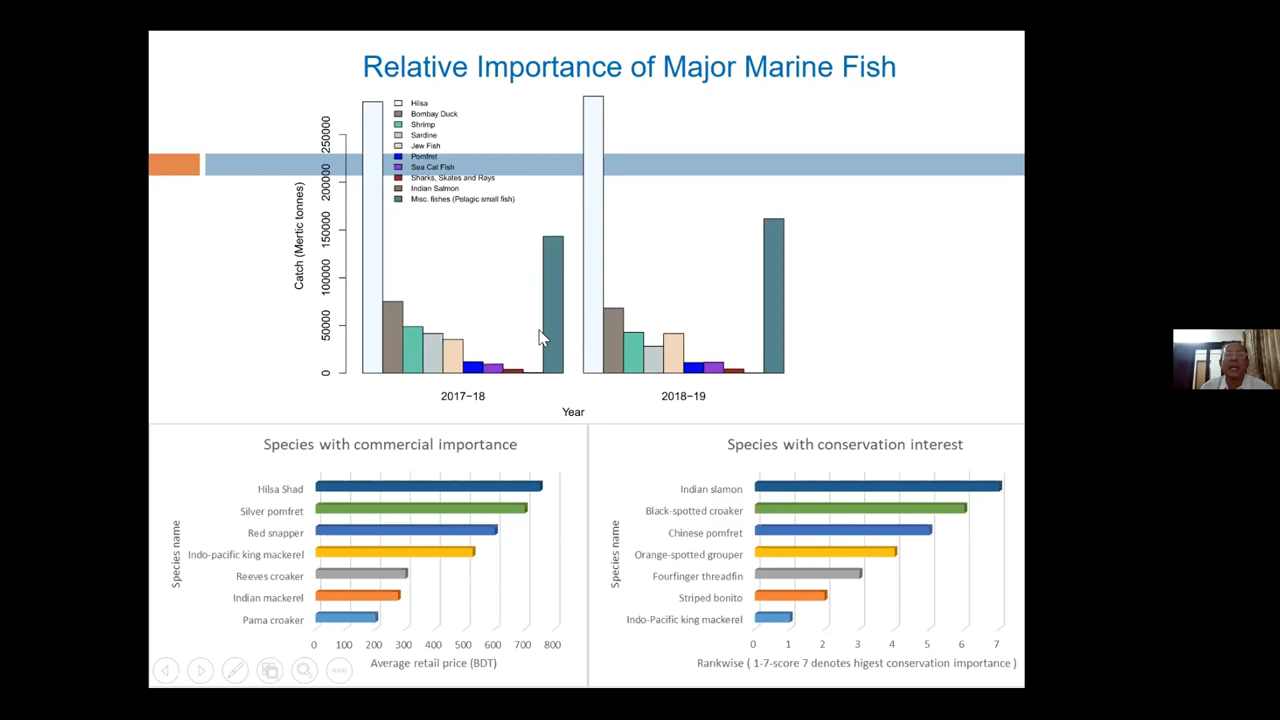 Relative Importance of Major Marine Fish
Hilsa
Bombay Duck
Shrimp
Sardine
Jew Fish
Pomfret
Sea Cat Fish
Sharks, Skates and Rays
Indian Salmon
Misc. fishes (Pelagic small fish)
Catch (Mertic tonnes)
250000
200000
150000
100000
50000
0
2017−18
2018−19
Year
Species with commercial importance
Species name
Hilsa Shad
Silver pomfret
Red snapper
Indo-pacific king mackerel
Reeves croaker
Indian mackerel
Pama croaker
0 100 200 300 400 500 600 700 800
Average retail price (BDT)
Species with conservation interest
Species name
Indian slamon
Black-spotted croaker
Chinese pomfret
Orange-spotted grouper
Fourfinger threadfin
Striped bonito
Indo-Pacific king mackerel
0 1 2 3 4 5 6 7
Rankwise ( 1-7-score 7 denotes higest conservation importance )